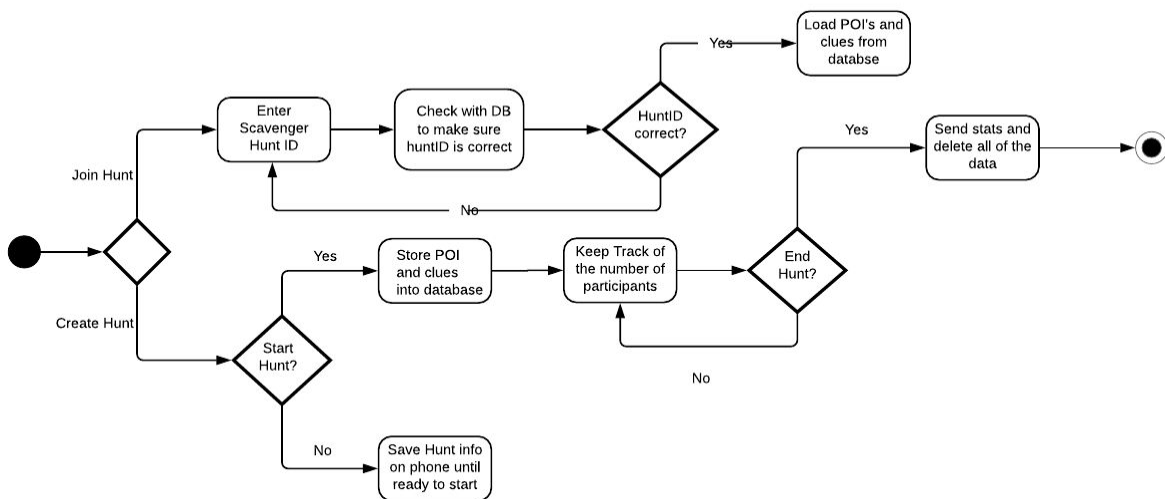 Load POI's and
clues from
databse
Yes
Enter
Scavenger
Hunt ID
Check with DB
to make sure
huntID is correct
HuntID
correct?
Yes
Send stats and
delete all of the
data
Join Hunt
No
Yes
Store POI
and clues
into database
Keep Track of
the number of
participants
End
Hunt?
Create Hunt
Start
Hunt?
No
No
Save Hunt info
on phone until
ready to start